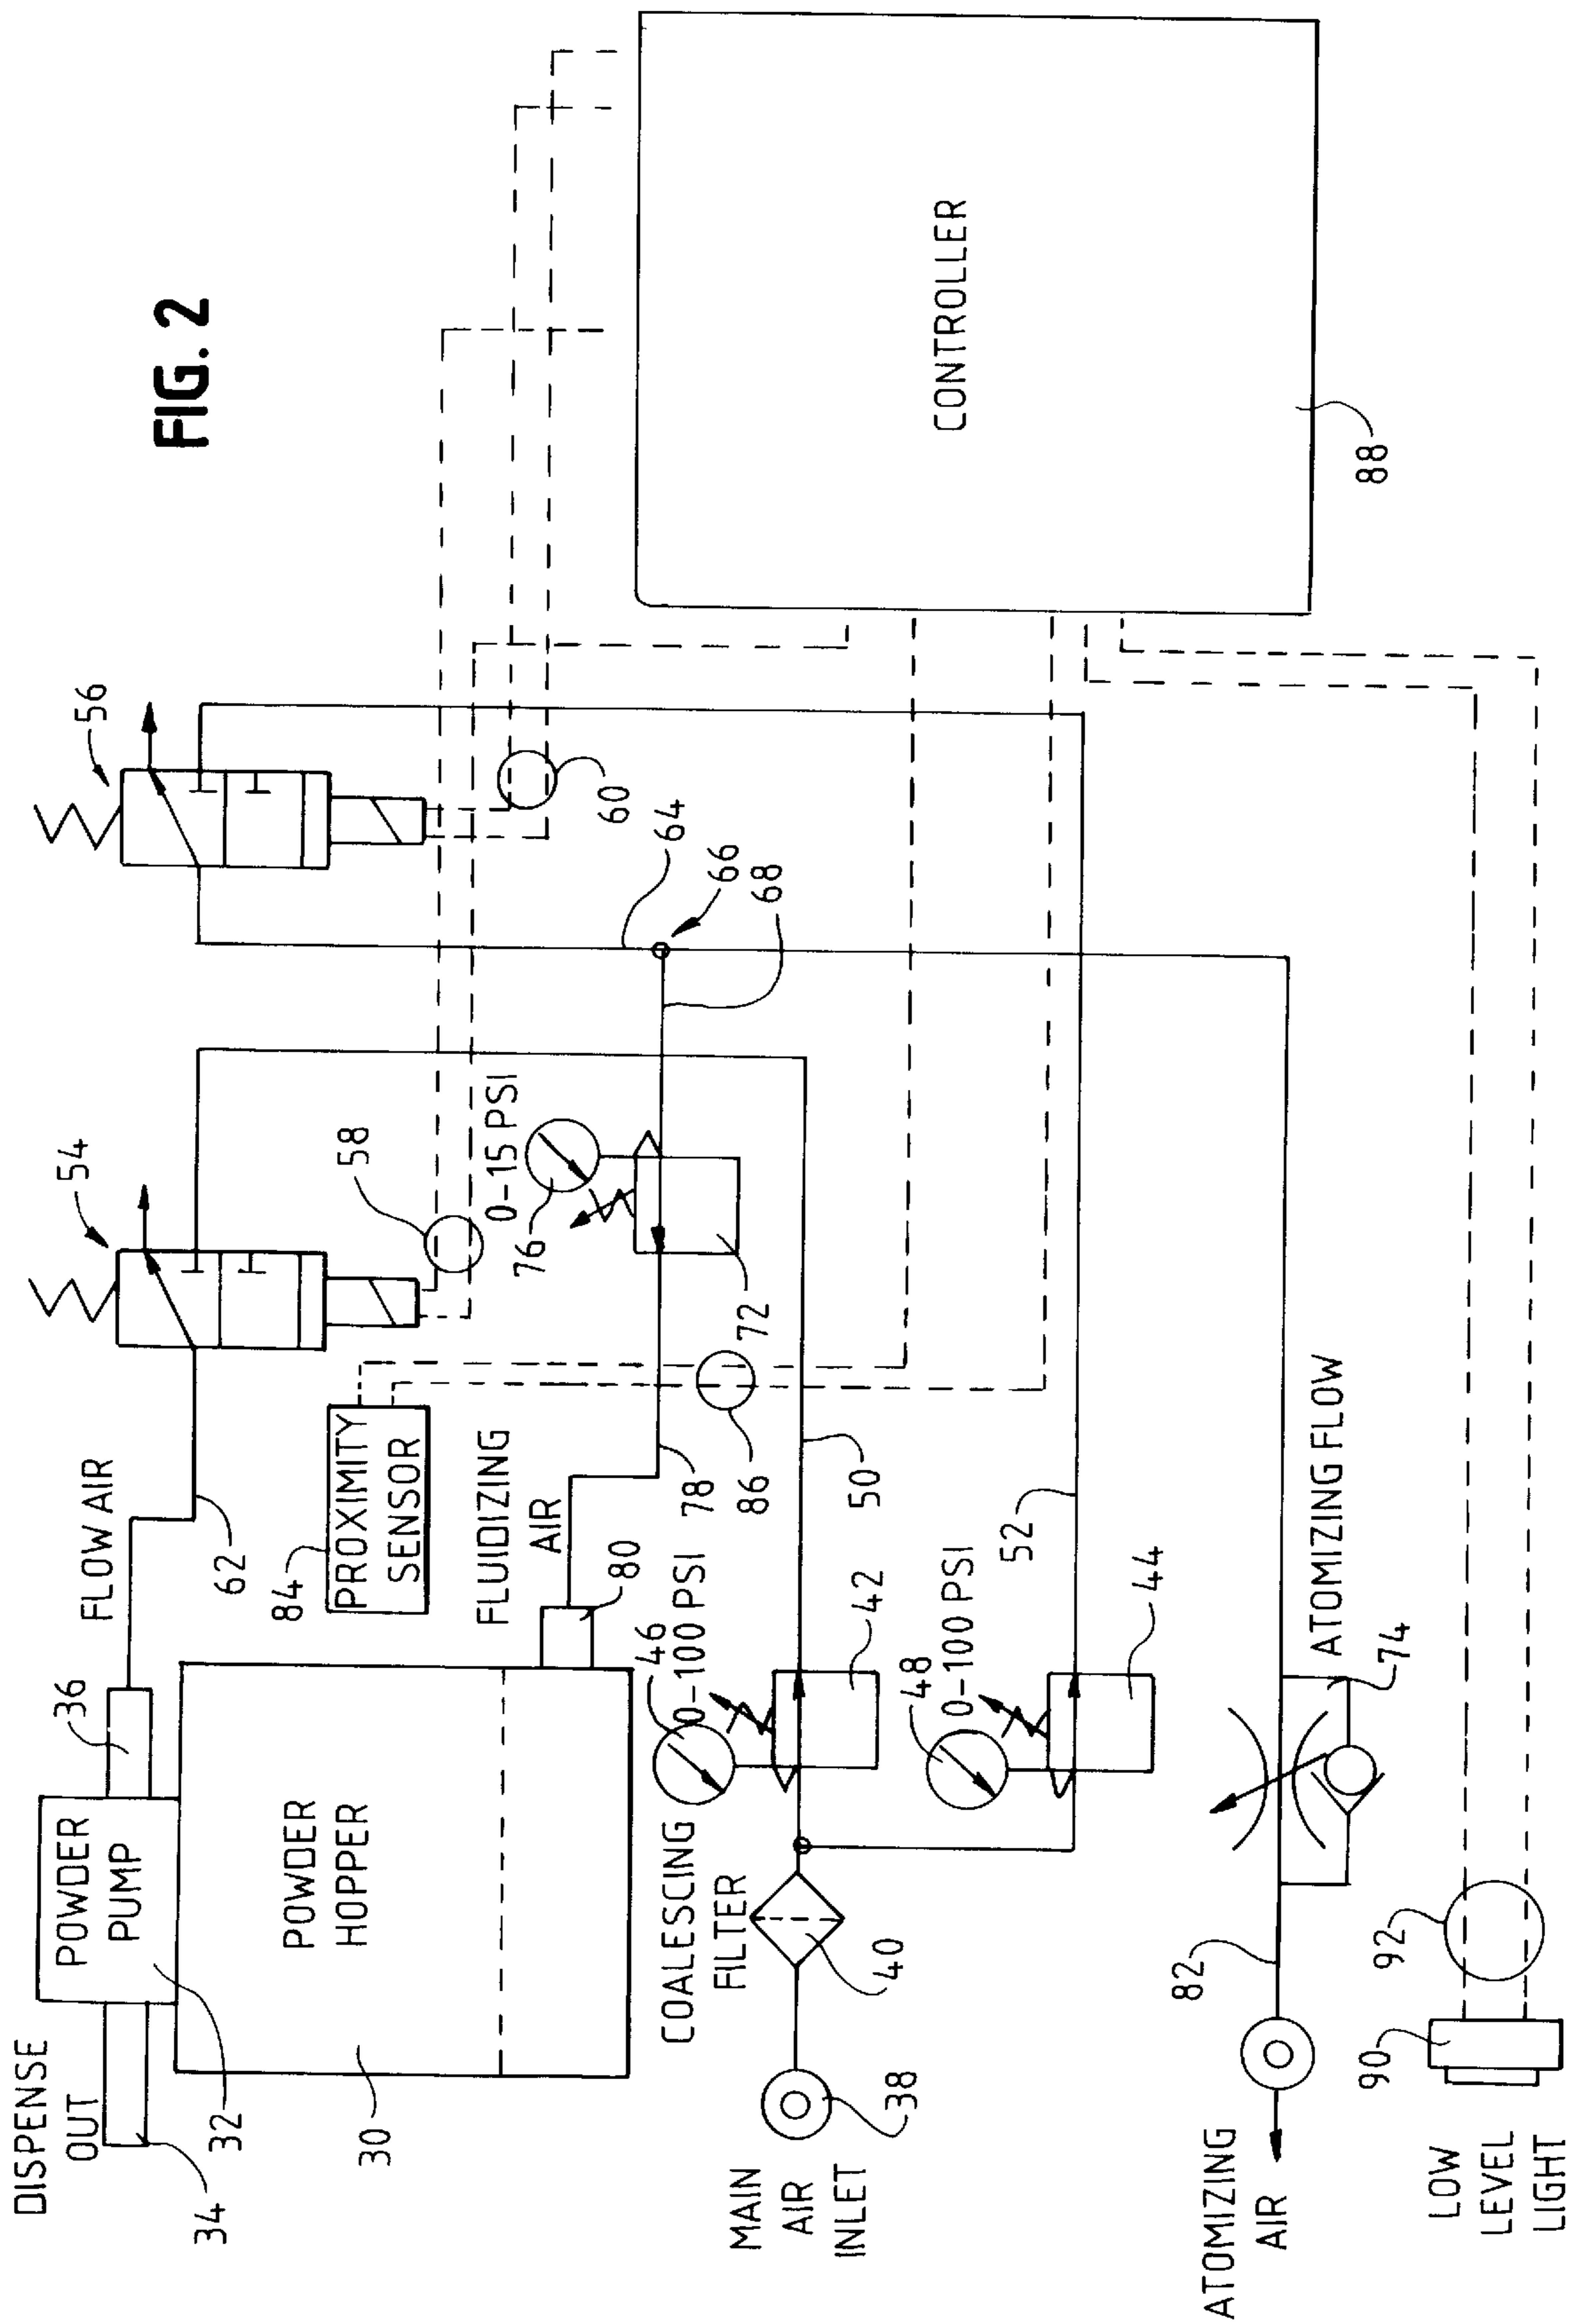 FIG. 2
DISPENSE
OUT
34
32
POWDER
PUMP
36
FLOW AIR
62
54
56
POWDER
HOPPER
30
84
PROXIMITY
SENSOR
58
60
FLUIDIZING
AIR
80
78
86
76
0-15 PSI
72
64
66
68
COALESCING
FILTER
40
46
0-100 PSI
42
50
MAIN
AIR
INLET
38
48
0-100 PSI
44
52
CONTROLLER
88
ATOMIZING
AIR
82
ATOMIZING FLOW
74
LOW
LEVEL
LIGHT
90
92